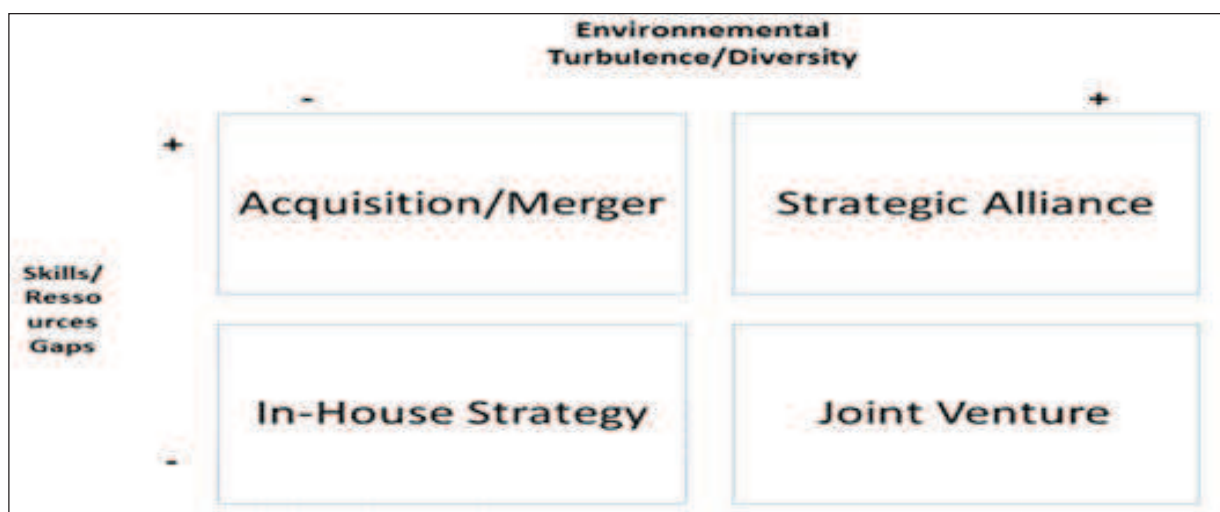 Environnemental
Turbulence/Diversity
- +
+
Acquisition/Merger
Strategic Alliance
Skills/
Resso
urces
Gaps
In-House Strategy
Joint Venture
-